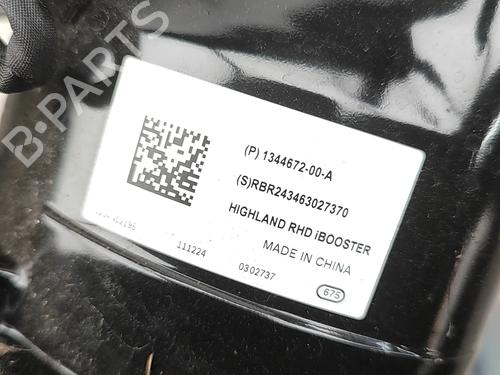 B-PARTS
(P) 1344672-00-A
(S)RBR243463027370
HIGHLAND RHD iBOOSTER
MADE IN CHINA
111224
0302737
675